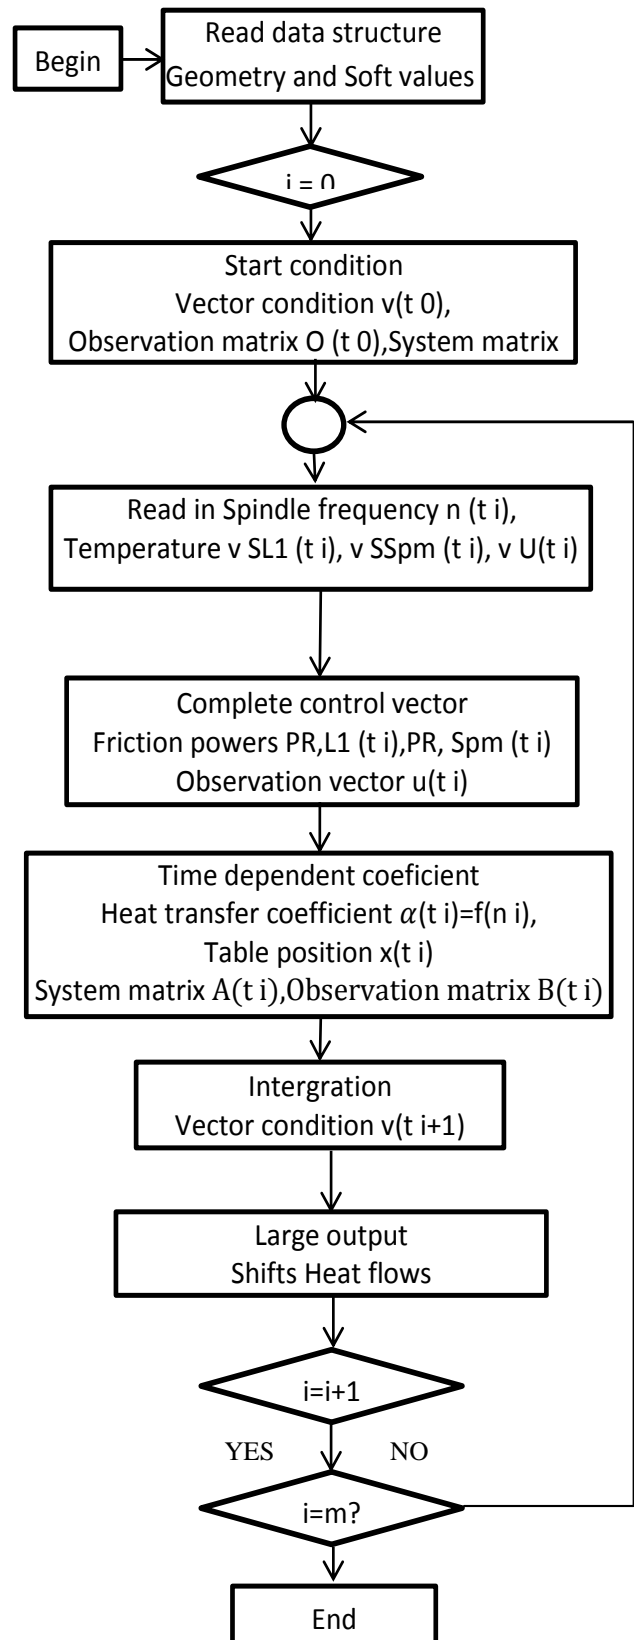 Begin
Read data structure
Geometry and Soft values
i = 0
Start condition
Vector condition v(t 0),
Observation matrix O (t 0),System matrix
Read in Spindle frequency n (t i),
Temperature v SL1 (t i), v SSpm (t i), v U(t i)
Complete control vector
Friction powers PR,L1 (t i),PR, Spm (t i)
Observation vector u(t i)
Time dependent coeficient
Heat transfer coefficient α(t i)=f(n i),
Table position x(t i)
System matrix A(t i),Observation matrix B(t i)
Intergration
Vector condition v(t i+1)
Large output
Shifts Heat flows
i=i+1
YES NO
i=m?
End